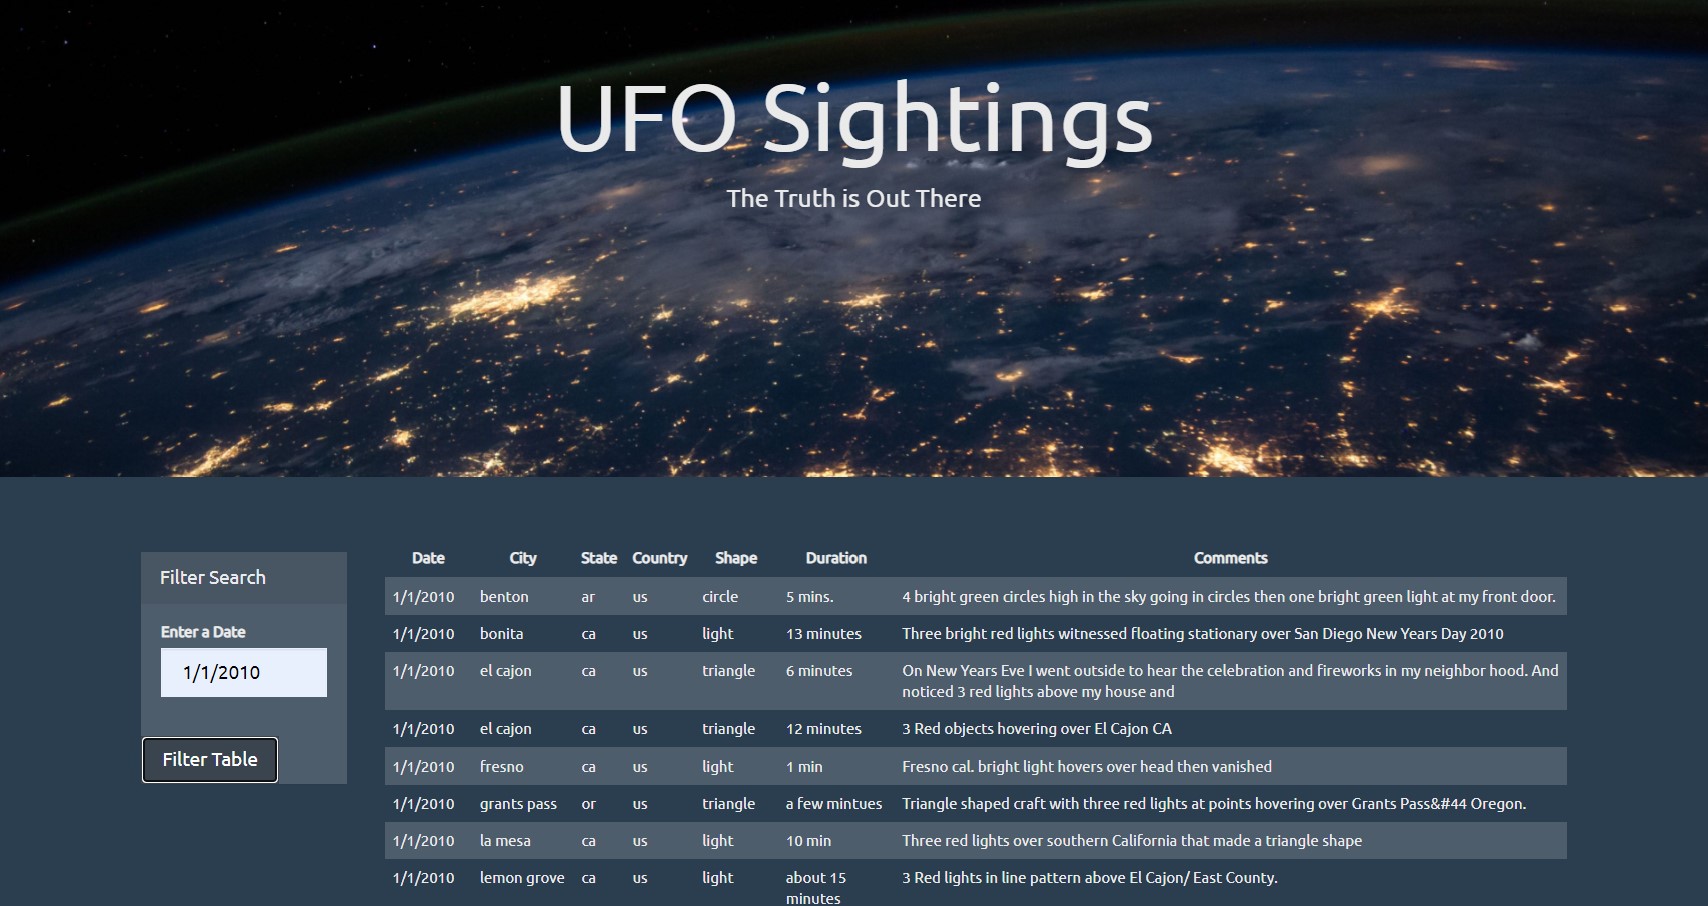 UFO Sightings
The Truth is Out There
Filter Search
Enter a Date
1/1/2010
Filter Table
Date City State Country Shape Duration Comments
1/1/2010 benton ar us circle 5 mins. 4 bright green circles high in the sky going in circles then one bright green light at my front door.
1/1/2010 bonita ca us light 13 minutes Three bright red lights witnessed floating stationary over San Diego New Years Day 2010
1/1/2010 el cajon ca us triangle 6 minutes On New Years Eve I went outside to hear the celebration and fireworks in my neighbor hood. And
noticed 3 red lights above my house and
1/1/2010 el cajon ca us triangle 12 minutes 3 Red objects hovering over El Cajon CA
1/1/2010 fresno ca us light 1 min Fresno cal. bright light hovers over head then vanished
1/1/2010 grants pass or us triangle a few mintues Triangle shaped craft with three red lights at points hovering over Grants Pass&#44 Oregon.
1/1/2010 la mesa ca us light 10 min Three red lights over southern California that made a triangle shape
1/1/2010 lemon grove ca us light about 15 3 Red lights in line pattern above El Cajon/ East County.
minutes